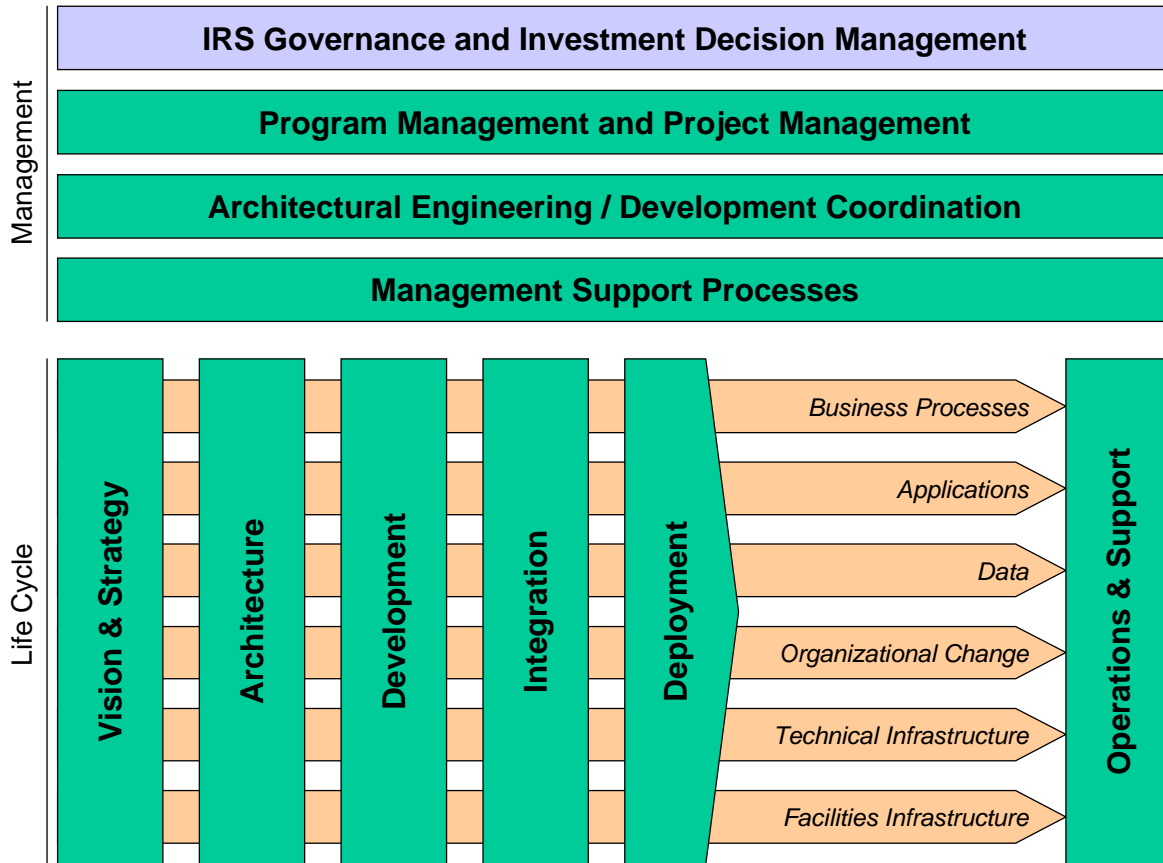 Management
IRS Governance and Investment Decision Management
Program Management and Project Management
Architectural Engineering / Development Coordination
Management Support Processes
Life Cycle
Vision & Strategy
Architecture
Development
Integration
Deployment
Business Processes
Applications
Data
Organizational Change
Technical Infrastructure
Facilities Infrastructure
Operations & Support